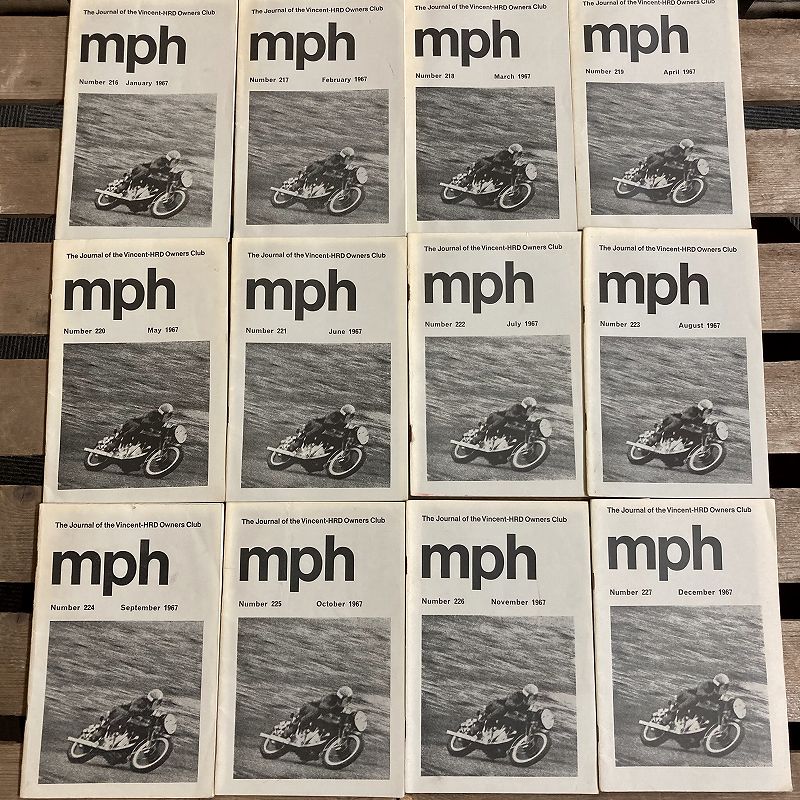 The Journal of the Vincent-HRD Owners Club
mph
Number 216 January 1967
The Journal of the Vincent-HRD Owners Club
mph
Number 217 February 1967
The Journal of the Vincent-HRD Owners Club
mph
Number 218 March 1967
The Journal of the Vincent-HRD Owners Club
mph
Number 219 April 1967
The Journal of the Vincent-HRD Owners Club
mph
Number 220 May 1967
The Journal of the Vincent-HRD Owners Club
mph
Number 221 June 1967
The Journal of the Vincent-HRD Owners Club
mph
Number 222 July 1967
The Journal of the Vincent-HRD Owners Club
mph
Number 223 August 1967
The Journal of the Vincent-HRD Owners Club
mph
Number 224 September 1967
The Journal of the Vincent-HRD Owners Club
mph
Number 225 October 1967
The Journal of the Vincent-HRD Owners Club
mph
Number 226 November 1967
The Journal of the Vincent-HRD Owners Club
mph
Number 227 December 1967